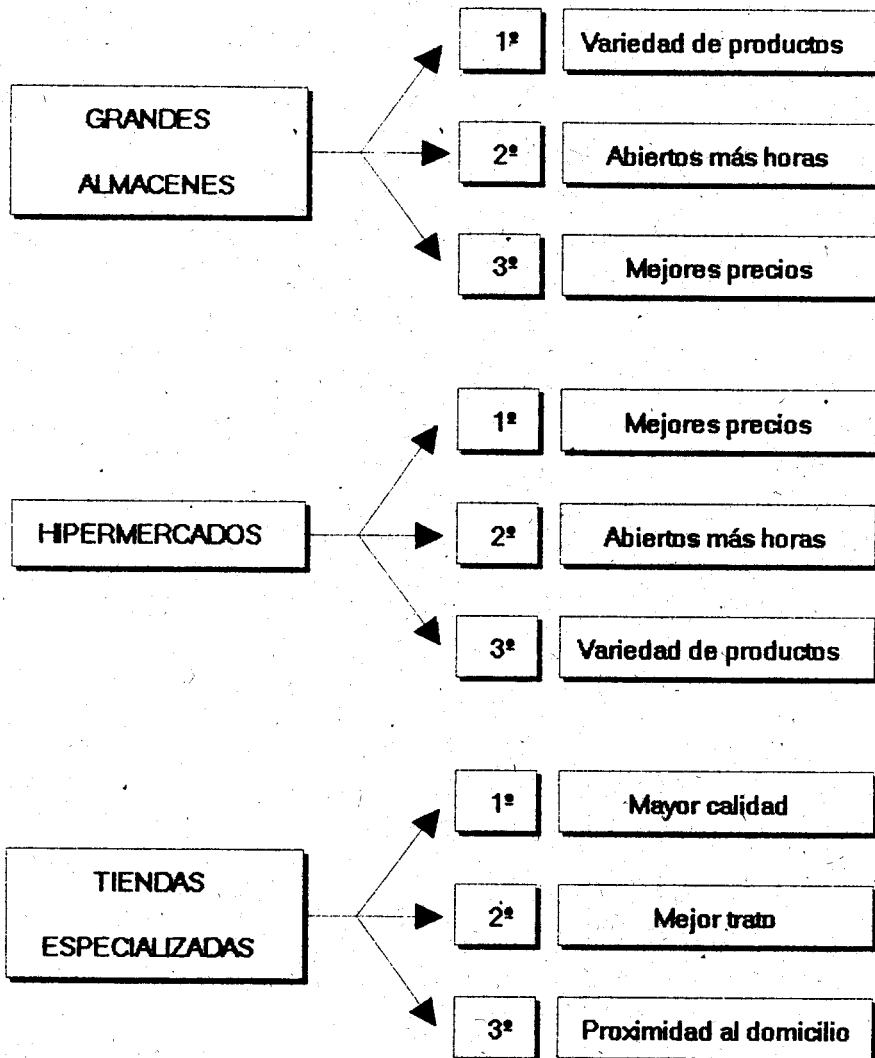 GRANDES
ALMACENES
1º Variedad de productos
2º Abiertos más horas
3º Mejores precios
HIPERMERCADOS
1º Mejores precios
2º Abiertos más horas
3º Variedad de productos
TIENDAS
ESPECIALIZADAS
1º Mayor calidad
2º Mejor trato
3º Proximidad al domicilio